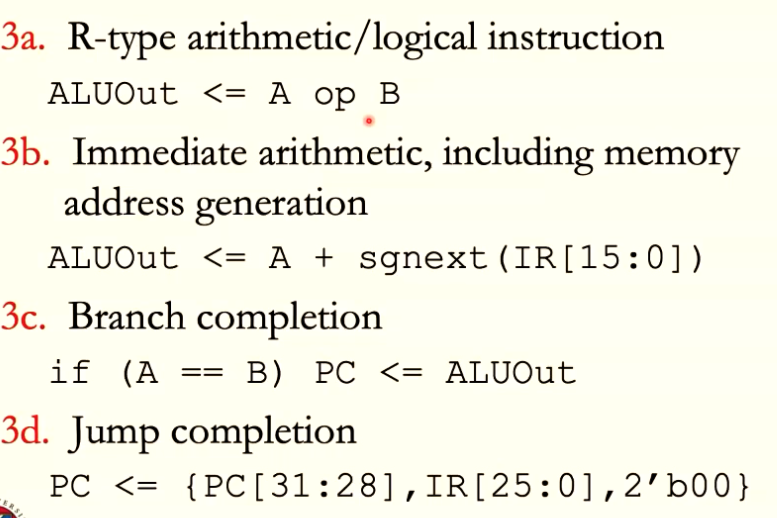 3a. R-type arithmetic/logical instruction
ALUOut <= A op B
3b. Immediate arithmetic, including memory
address generation
ALUOut <= A + sgnext(IR[15:0])
3c. Branch completion
if (A == B) PC <= ALUOut
3d. Jump completion
PC <= {PC[31:28],IR[25:0],2′b00}